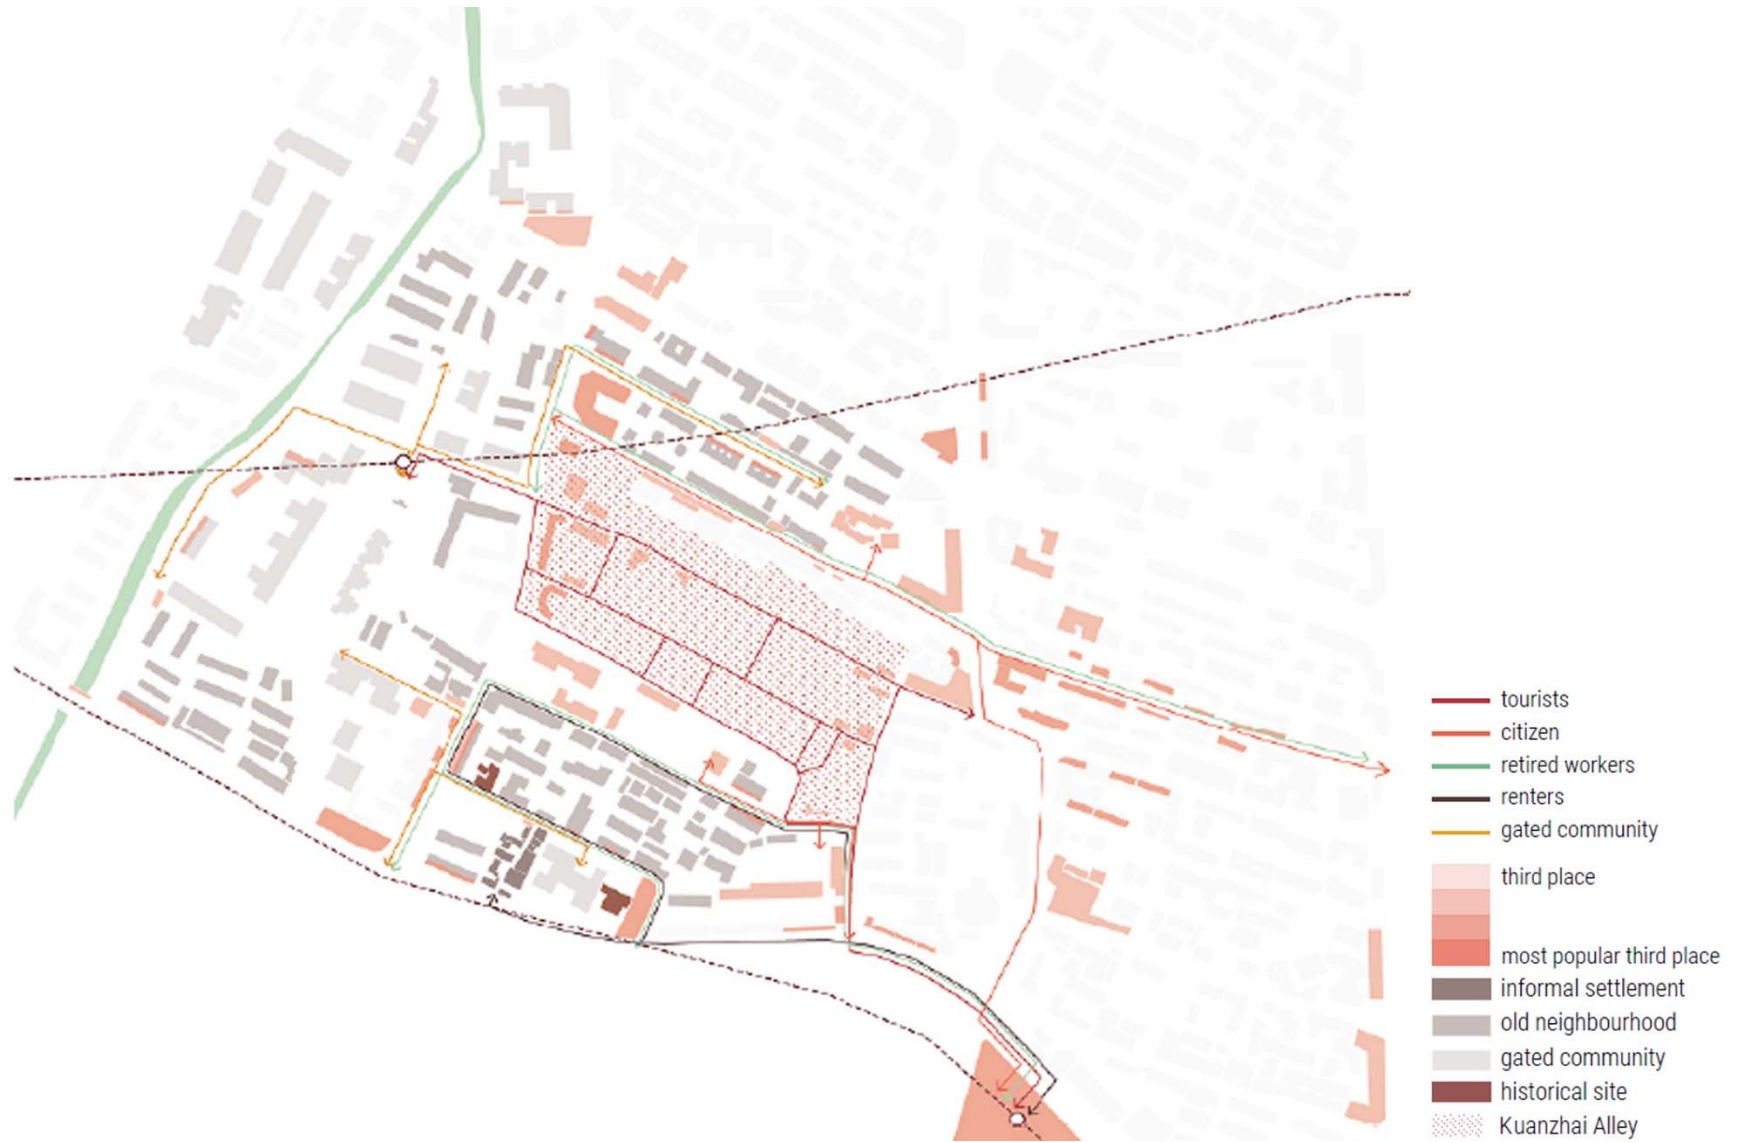 tourists
citizen
retired workers
renters
gated community
third place
most popular third place
informal settlement
old neighbourhood
gated community
historical site
Kuanzhai Alley